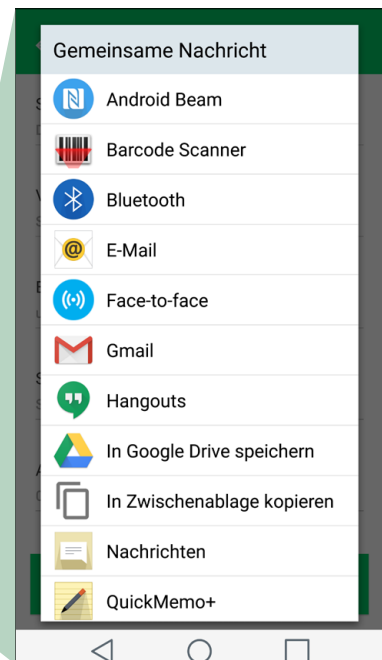 Gemeinsame Nachricht
Android Beam
Barcode Scanner
Bluetooth
E-Mail
Face-to-face
Gmail
Hangouts
In Google Drive speichern
In Zwischenablage kopieren
Nachrichten
QuickMemo+